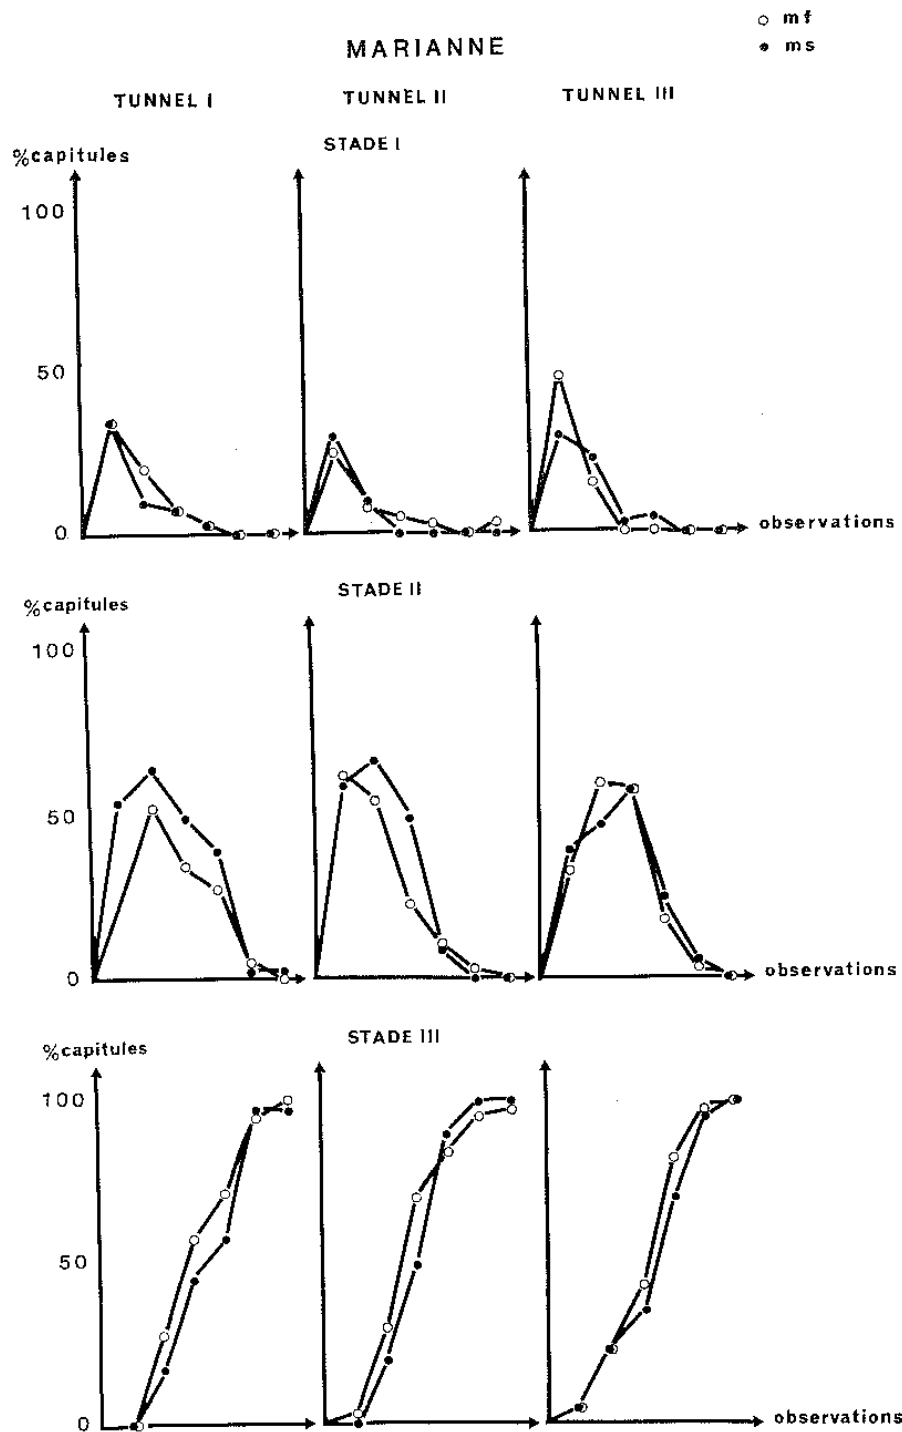 ○ mf
MARIANNE
● ms
TUNNEL I
TUNNEL II
TUNNEL III
STADE I
%capitules
100
50
0
observations
STADE II
%capitules
100
50
0
observations
STADE III
%capitules
100
50
0
observations